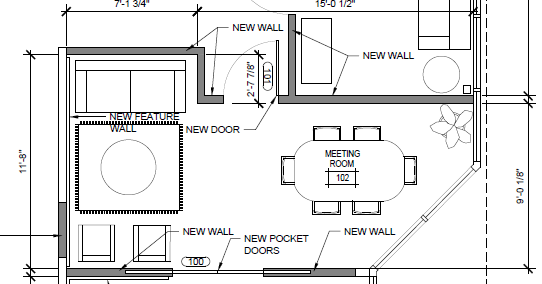 7'-1 3/4"
15'-0 1/2"
NEW WALL
NEW WALL
2'-7 7/8"
101
NEW FEATURE
WALL
NEW DOOR
11'-8"
MEETING
ROOM
102
9'-0 1/8"
NEW WALL
NEW POCKET
DOORS
NEW WALL
100